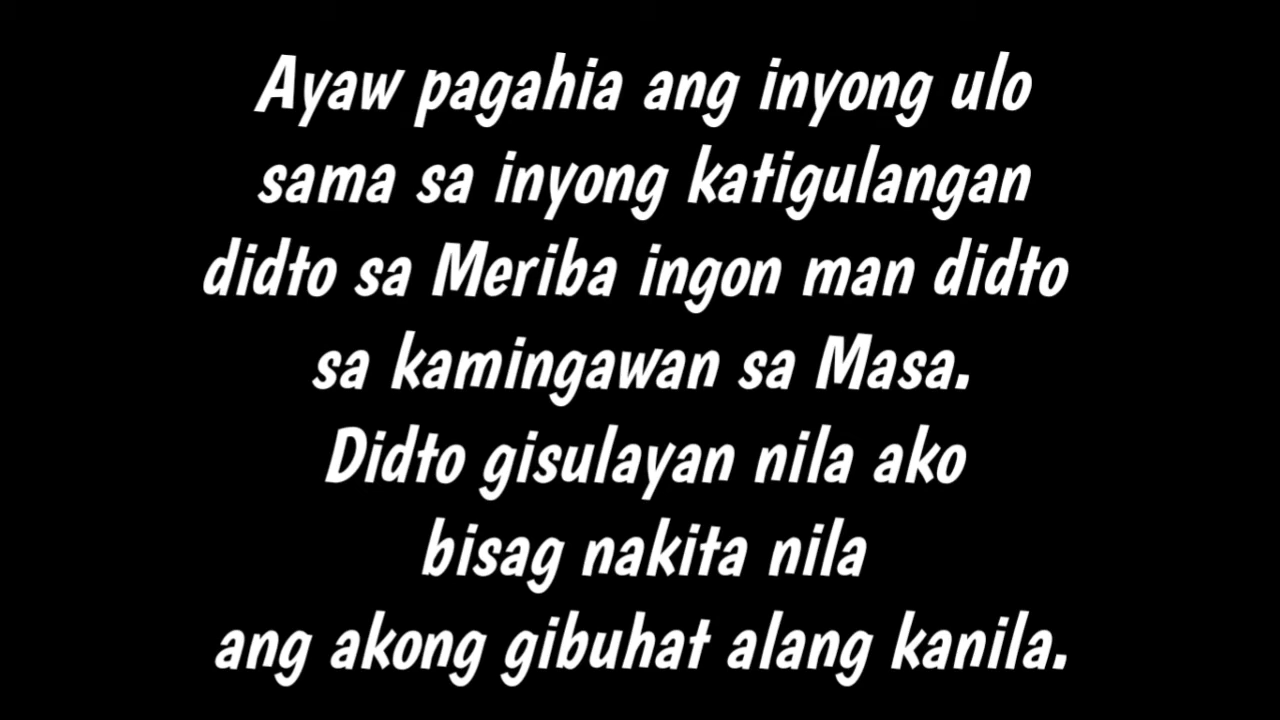 Ayaw pagahia ang inyong ulo
sama sa inyong katigulangan
didto sa Meriba ingon man didto
sa kamingawan sa Masa.
Didto gisulayan nila ako
bisag nakita nila
ang akong gibuhat alang kanila.